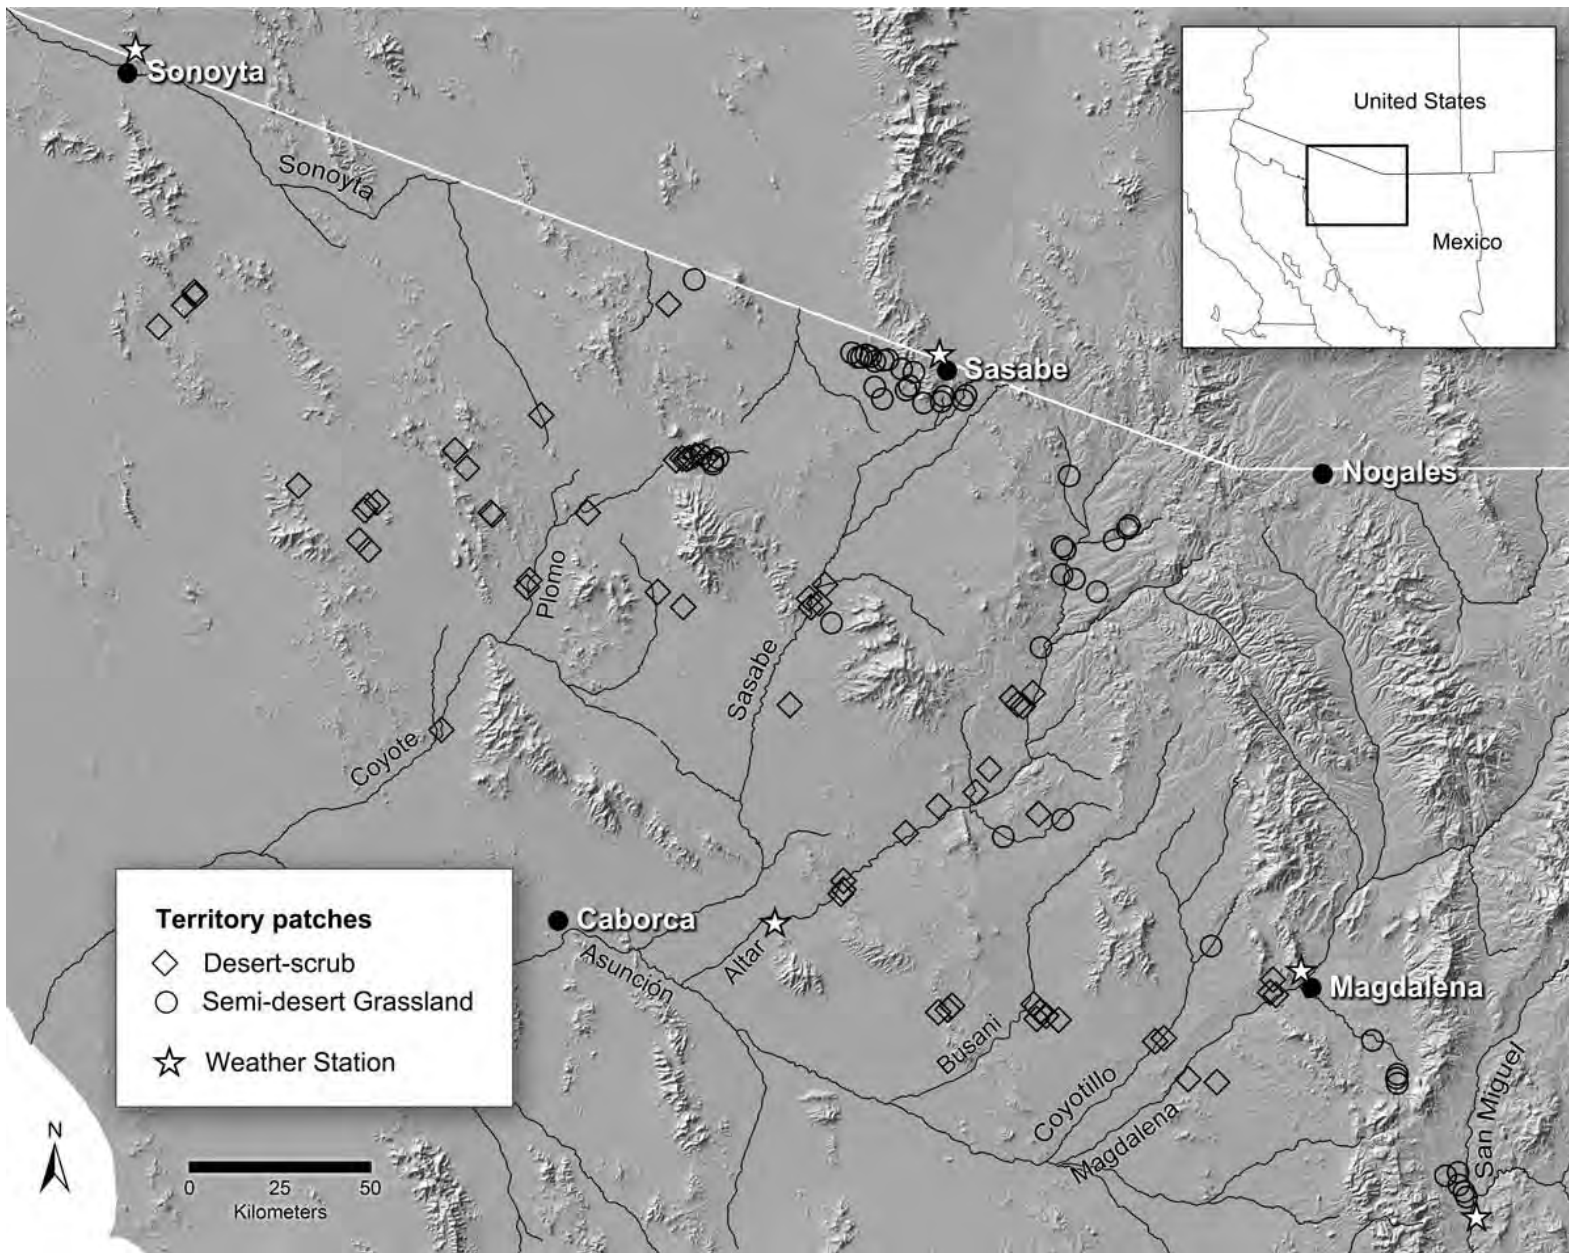 Sonoyta
United States
Sonoyta
Mexico
Sasabe
Nogales
Plono
Sasabe
Coyote
Territory patches
Desert-scrub
Semi-desert Grassland
Weather Station
Caborca
Asunción
Altar
Magdalena
Busani
Coyotillo
Magdalena
San Miguel
N
0 25 50
Kilometers